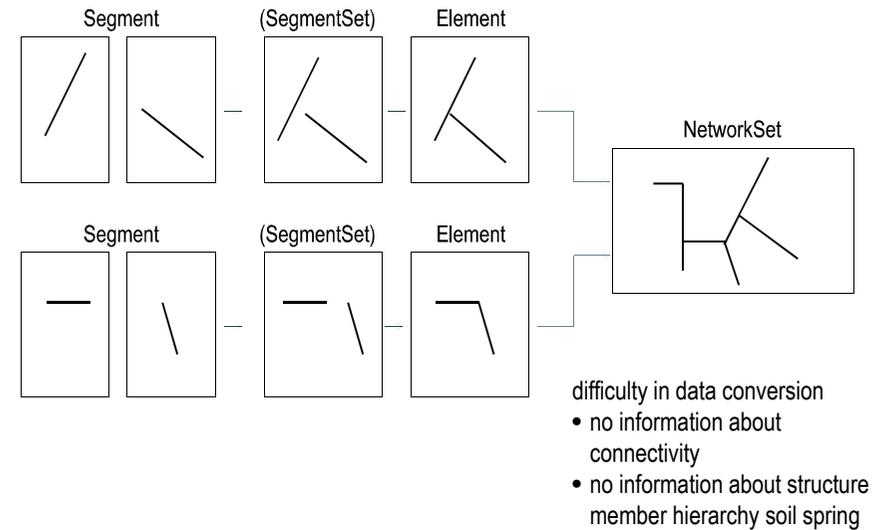 Segment
(SegmentSet)
Element
NetworkSet
Segment
(SegmentSet)
Element
difficulty in data conversion
• no information about
connectivity
• no information about structure
member hierarchy soil spring